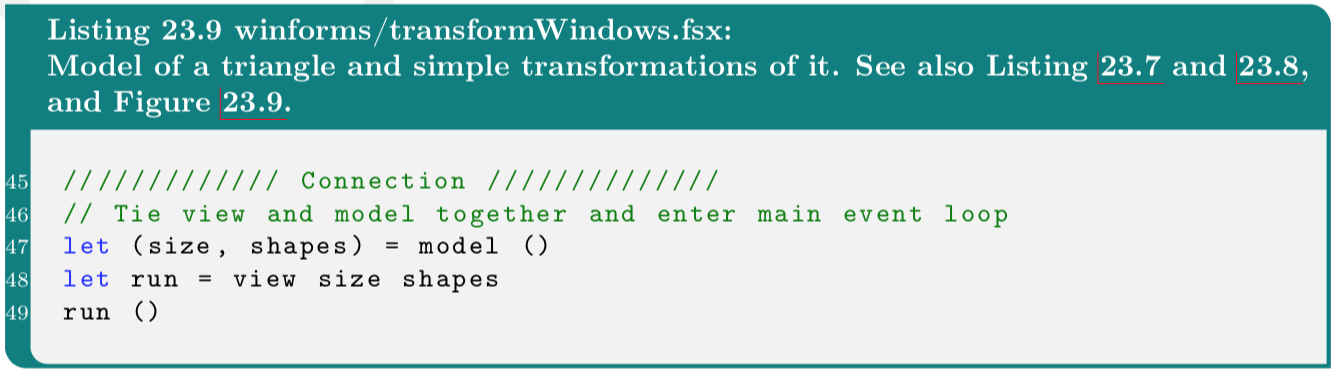 Listing 23.9 winforms/transformWindows.fsx:
Model of a triangle and simple transformations of it. See also Listing 23.7 and 23.8,
and Figure 23.9.
45 ///////////// Connection //////////////
46 // Tie view and model together and enter main event loop
47 let (size, shapes) = model ()
48 let run = view size shapes
49 run ()